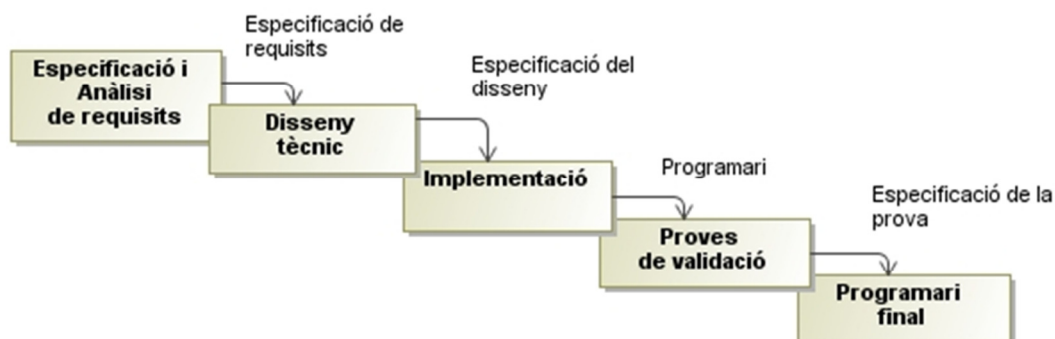 Especificació i
Anàlisi
de requisits
Especificació de
requisits
Disseny
tècnic
Especificació del
disseny
Implementació
Programari
Proves
de validació
Especificació de la
prova
Programari
final